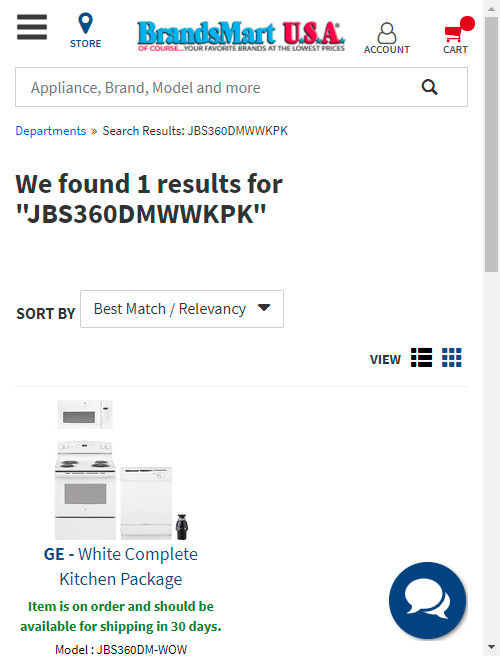 STORE
BrandsMart U.S.A.
OF COURSE...YOUR FAVORITE BRANDS AT THE LOWEST PRICES
ACCOUNT
CART
Appliance, Brand, Model and more
Departments » Search Results: JBS360DMWWKPK
We found 1 results for
"JBS360DMWWKPK"
SORT BY Best Match / Relevancy
VIEW
GE - White Complete
Kitchen Package
Item is on order and should be
available for shipping in 30 days.
Model : JBS360DM-WOW